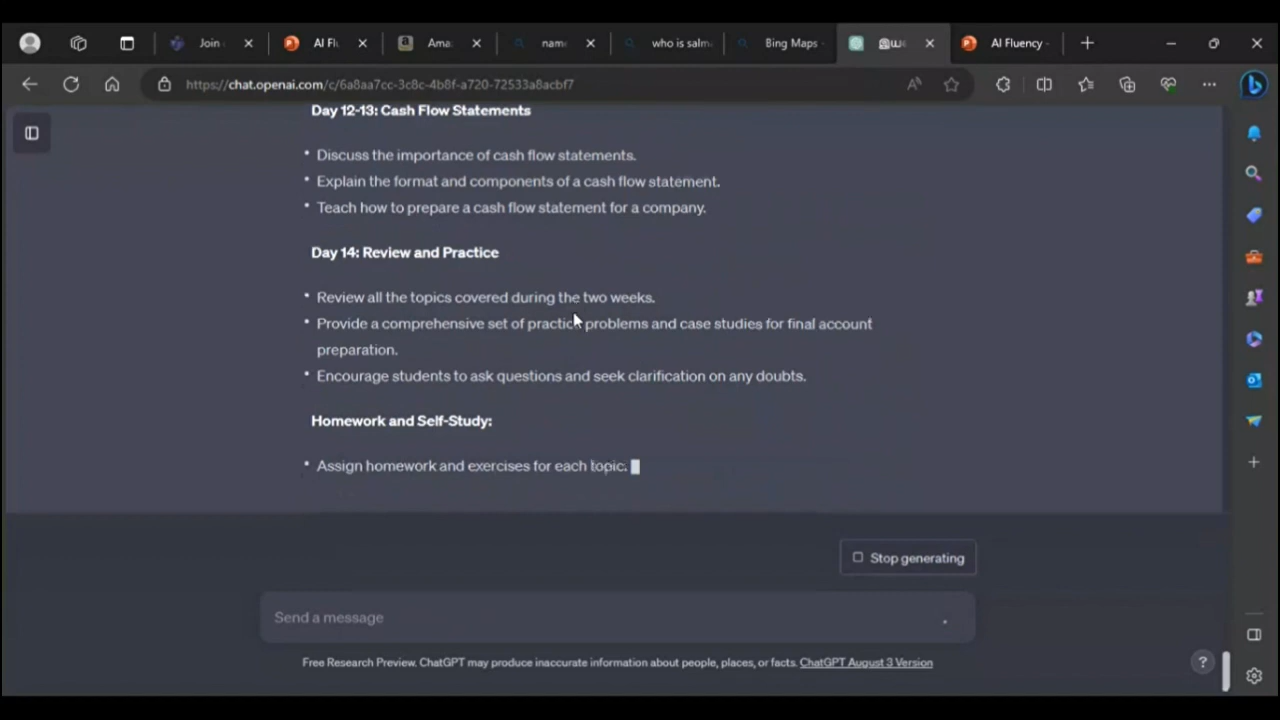 Join
AI Flu
Ama
nam
who is salm
Bing Maps -
இயல
AI Fluency -
https://chat.openai.com/c/6a8aa7cc-3c8c-4b8f-a720-72533a8acbf7
Day 12-13: Cash Flow Statements
• Discuss the importance of cash flow statements.
• Explain the format and components of a cash flow statement.
• Teach how to prepare a cash flow statement for a company.
Day 14: Review and Practice
• Review all the topics covered during the two weeks.
• Provide a comprehensive set of practice problems and case studies for final account
preparation.
• Encourage students to ask questions and seek clarification on any doubts.
Homework and Self-Study:
• Assign homework and exercises for each topic.
Stop generating
Send a message
Free Research Preview. ChatGPT may produce inaccurate information about people, places, or facts. ChatGPT August 3 Version
?